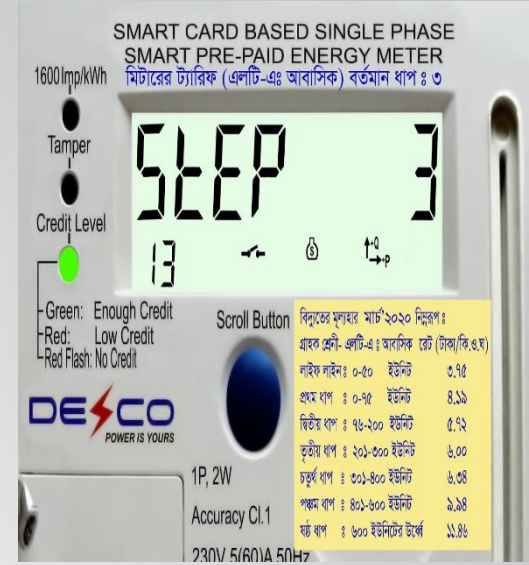 SMART CARD BASED SINGLE PHASE
SMART PRE-PAID ENERGY METER
1600Imp/kWh
মিটারের ট্যারিফ (এলটি-এঃ আবাসিক) বর্তমান ধাপ ঃ ৩
Tamper
StEP 3
13
Credit Level
Green: Enough Credit
Red: Low Credit
Red Flash: No Credit
Scroll Button
DESCO
POWER IS YOURS
1P, 2W
Accuracy Cl.1
230V 5(60)A 50Hz
বিদ্যুতের মূল্যহার মার্চ'২০২০ নিম্নরূপ ঃ
গ্রাহক শ্রেনী- এলটি-এ ঃ আবাসিক রেট (টাকা/কি.ও.ঘ)
লাইফ লাইন ঃ ০-৫০ ইউনিট ৩.৭৫
প্রথম ধাপ ঃ ০-৭৫ ইউনিট ৪.১৯
দ্বিতীয় ধাপ ঃ ৭৬-২০০ ইউনিট ৫.৭২
তৃতীয় ধাপ ঃ ২০১-৩০০ ইউনিট ৬.০০
চতুর্থ ধাপ ঃ ৩০১-৪০০ ইউনিট ৬.৩৪
পঞ্চম ধাপ ঃ ৪০১-৬০০ ইউনিট ৯.৯৪
ষষ্ঠ ধাপ ঃ ৬০০ ইউনিটের উর্ধ্বে ১১.৪৬